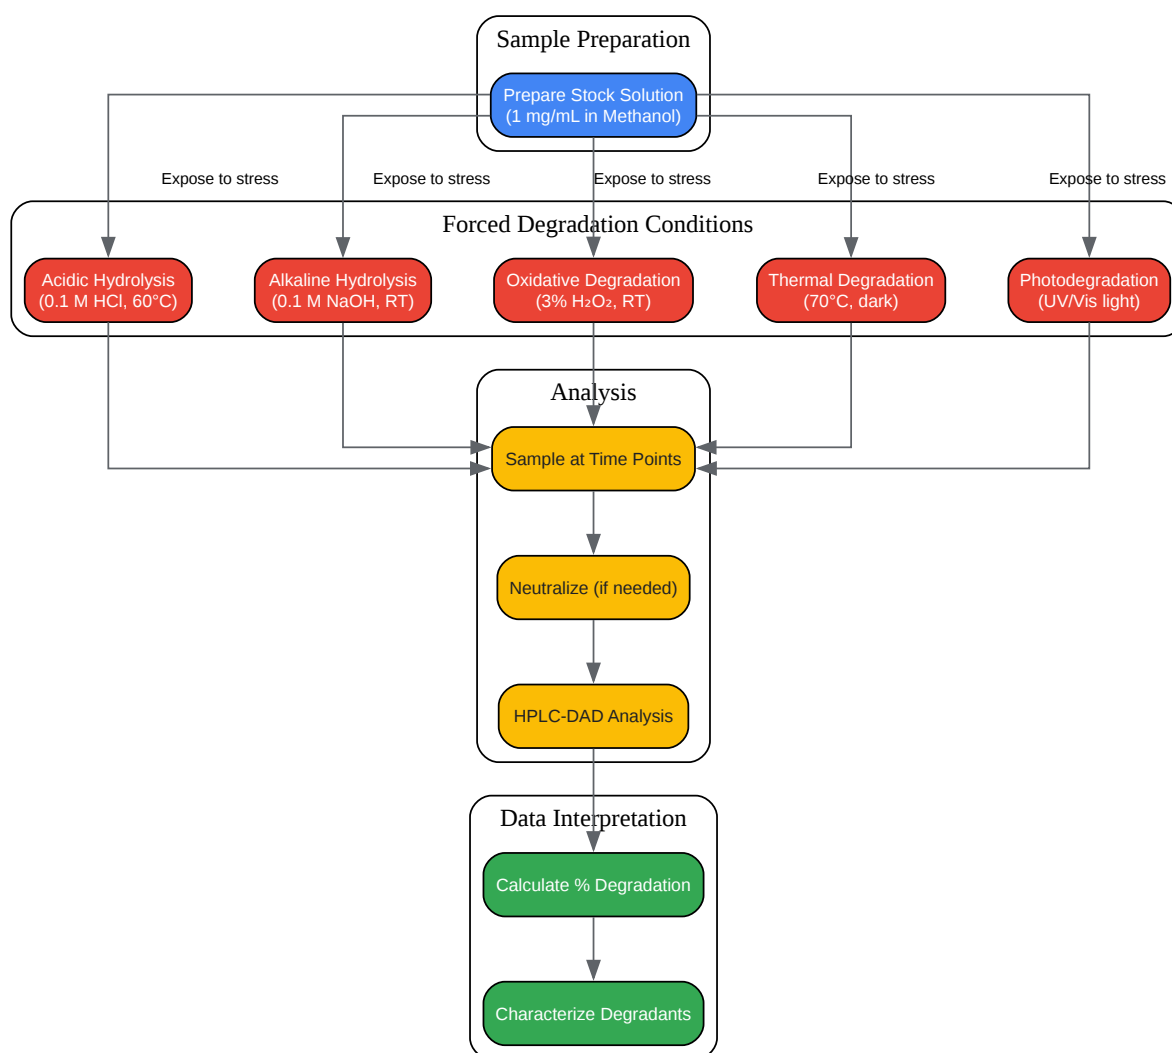 Sample Preparation
Prepare Stock Solution
(1 mg/mL in Methanol)
Expose to stress
Expose to stress
Expose to stress
Expose to stress
Expose to stress
Forced Degradation Conditions
Acidic Hydrolysis
(0.1 M HCl, 60°C)
Alkaline Hydrolysis
(0.1 M NaOH, RT)
Oxidative Degradation
(3% H₂O₂, RT)
Thermal Degradation
(70°C, dark)
Photodegradation
(UV/Vis light)
Analysis
Sample at Time Points
Neutralize (if needed)
HPLC-DAD Analysis
Data Interpretation
Calculate % Degradation
Characterize Degradants